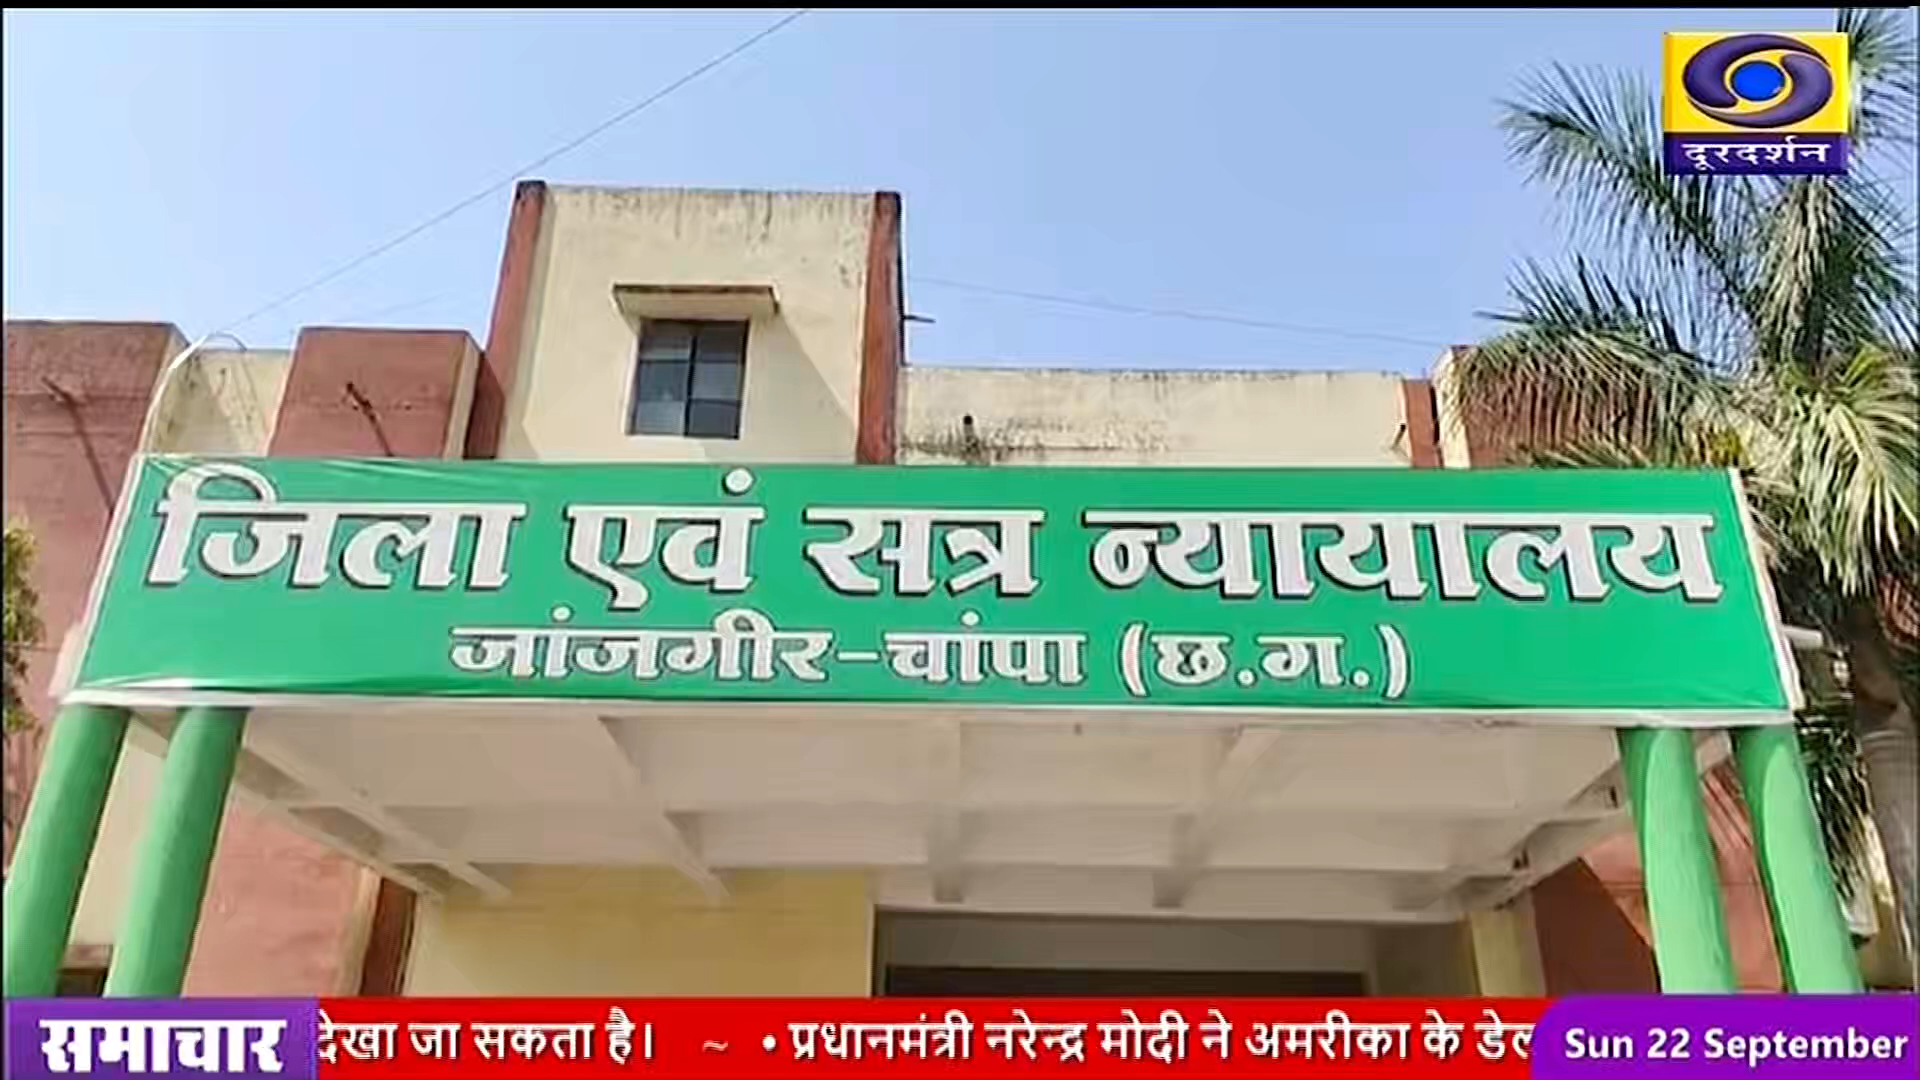 दूरदर्शन
जिला एवं सत्र न्यायालय
जांजगीर-चांपा (छ.ग.)
समाचार
देखा जा सकता है। ~ • प्रधानमंत्री नरेन्द्र मोदी ने अमरीका के
Sun 22 September